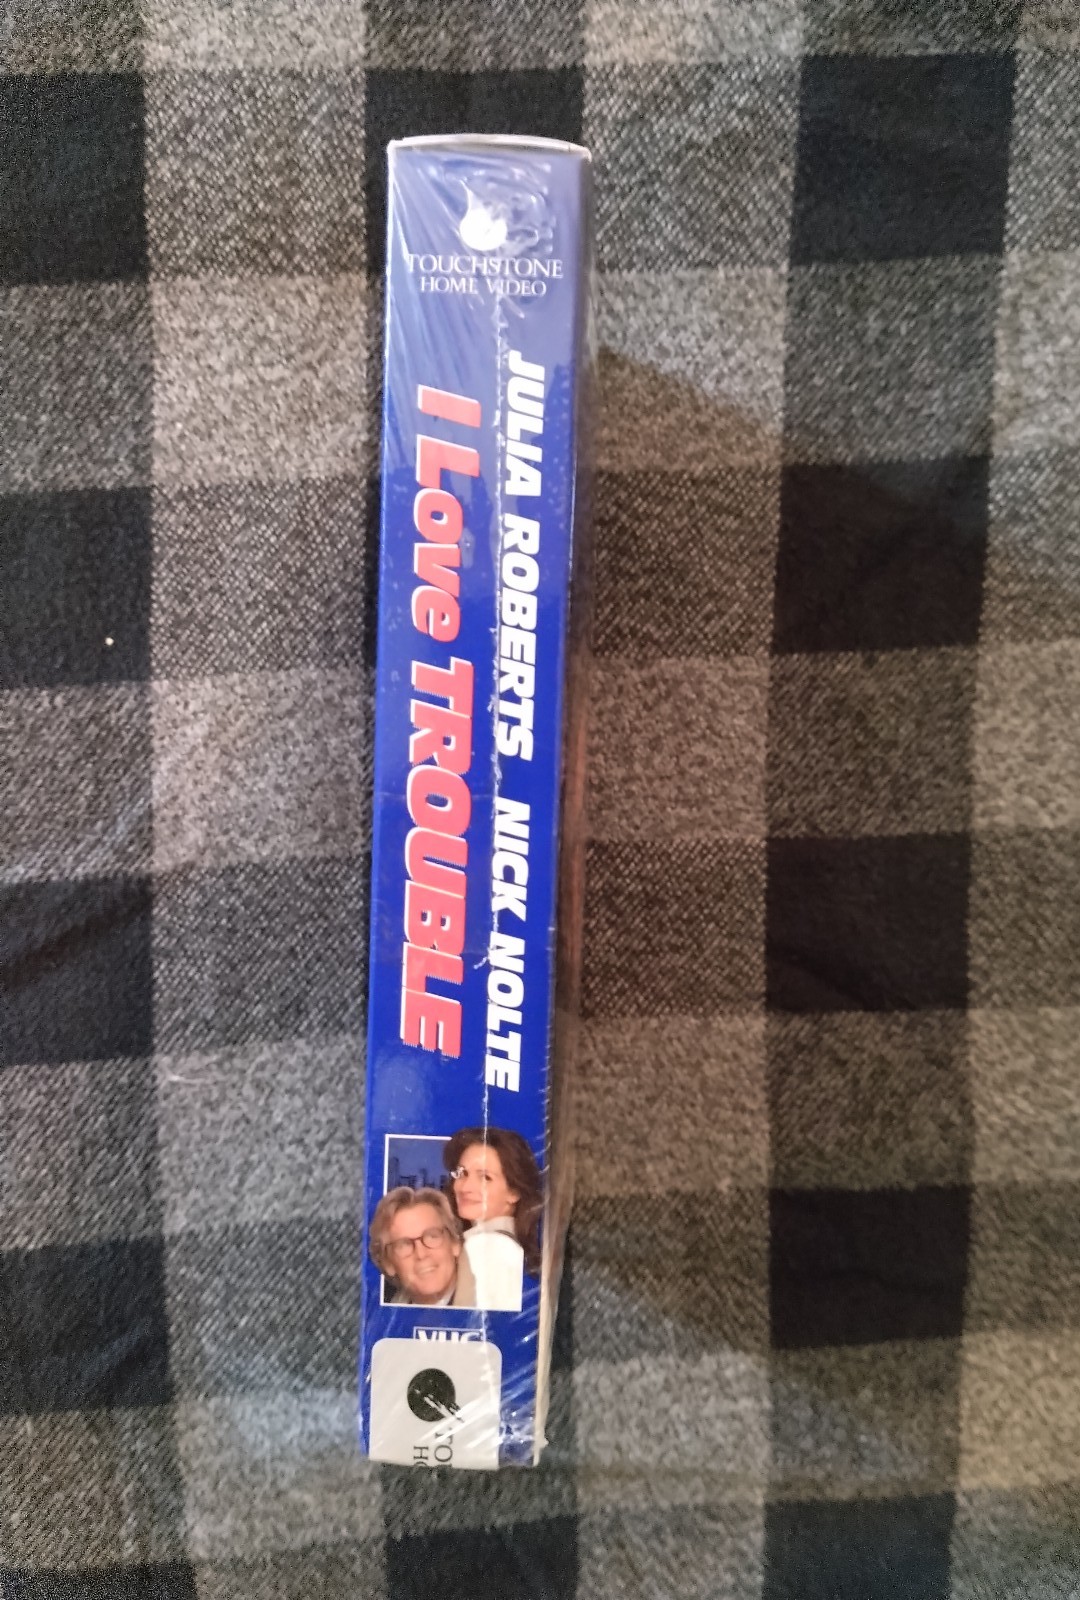 TOUCHSTONE
HOME VIDEO
JULIA ROBERTS NICK NOLTE
I Love TROUBLE
VHS